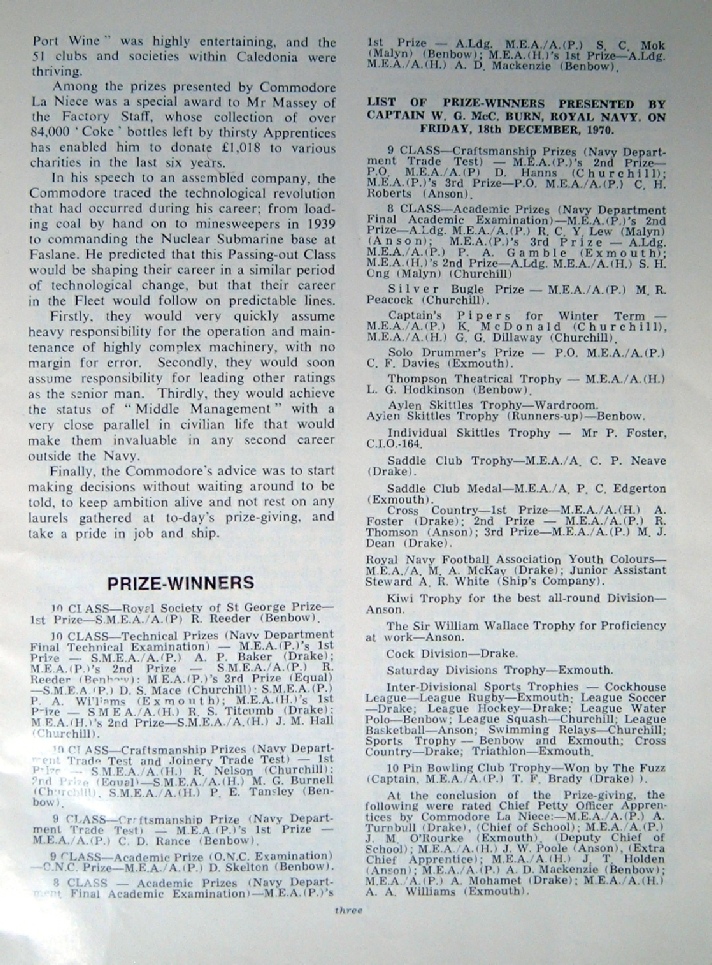 Port Wine" was highly entertaining, and the
51 clubs and societies within Caledonia were
thriving.
Among the prizes presented by Commodore
La Niece was a special award to Mr Massey of
the Factory Staff, whose collection of over
84,000 'Coke' bottles left by thirsty Apprentices
has enabled him to donate £1,018 to various
charities in the last six years.
In his speech to an assembled company, the
Commodore traced the technological revolution
that had occurred during his career; from load-
ing coal by hand on to minesweepers in 1939
to commanding the Nuclear Submarine base at
Faslane. He predicted that this Passing-out Class
would be shaping their career in a similar period
of technological change, but that their career
in the Fleet would follow on predictable lines.
Firstly, they would very quickly assume
heavy responsibility for the operation and main-
tenance of highly complex machinery, with no
margin for error. Secondly, they would soon
assume responsibility for leading other ratings
as the senior man. Thirdly, they would achieve
the status of "Middle Management" with a
very close parallel in civilian life that would
make them invaluable in any second career
outside the Navy.
Finally, the Commodore's advice was to start
making decisions without waiting around to be
told, to keep ambition alive and not rest on any
laurels gathered at to-day's prize-giving, and
take a pride in job and ship.
PRIZE-WINNERS
10 CLASS—Royal Society of St George Prize—
1st Prize—S.M.E.A./A.(P) R. Reeder (Benbow).
10 CLASS—Technical Prizes (Navy Department
Final Technical Examination) — M.E.A.(P.)'s 1st
Prize — S.M.E.A./A.(P.) A. P. Baker (Drake);
M.E.A.(P.)'s 2nd Prize — S.M.E.A./A.(P.) R.
Reeder (Benbow); M.E.A.(P.)'s 3rd Prize (Equal)
—S.M.E.A (P.) D. S. Mace (Churchill); S.M.E.A.(P.)
P. A. Williams (Exmouth); M.E.A.(H.)'s 1st
Prize — S.M.E.A./A.(H.) R. S. Titcumb (Drake);
M.E.A.(H.)'s 2nd Prize—S.M.E.A./A.(H.) J. M. Hall
(Churchill).
10 CLASS—Craftsmanship Prizes (Navy Depart-
ment Trade Test and Joinery Trade Test) — 1st
Prize — S.M.E.A./A.(H.) R. Nelson (Churchill);
2nd Prize (Equal)—S.M.E.A./A.(H.) M. G. Burnell
(Churchill), S.M.E.A./A.(H.) P. E. Tansley (Ben-
bow).
9 CLASS—Craftsmanship Prize (Navy Depart-
ment Trade Test) — M.E.A (P.)'s 1st Prize —
M.E.A./A.(P.) C. D. Rance (Benbow).
9 CLASS—Academic Prize (O.N.C. Examination)
—O.N.C. Prize—M.E.A./A.(P.) D. Skelton (Benbow).
8 CLASS — Academic Prizes (Navy Depart-
ment Final Academic Examination)—M.E.A.(P.)'s
1st Prize — A.Ldg. M.E.A./A.(P.) S. C. Mok
(Malyn) (Benbow); M.E.A.(H.)'s 1st Prize—A.Ldg.
M.E.A./A.(H.) A. D. Mackenzie (Benbow).
LIST OF PRIZE-WINNERS PRESENTED BY
CAPTAIN W. G. McC. BURN, ROYAL NAVY, ON
FRIDAY, 18th DECEMBER, 1970.
9 CLASS—Craftsmanship Prizes (Navy Depart-
ment Trade Test) — M.E.A.(P.)'s 2nd Prize—
P.O. M.E.A./A.(P) D. Hanns (Churchill);
M.E.A.(P.)'s 3rd Prize—P.O. M.E.A./A.(P.) C. H.
Roberts (Anson).
8 CLASS—Academic Prizes (Navy Department
Final Academic Examination)—M.E.A.(P.)'s 2nd
Prize—A.Ldg. M.E.A./A.(P.) R. C. Y. Lew (Malyn)
(Anson); M.E.A.(P.)'s 3rd Prize—A.Ldg.
M.E.A./A.(P.) P. A. Gamble (Exmouth);
M.E.A.(H.)'s 2nd Prize—A.Ldg. M.E.A./A.(H.) S. H.
Ong (Malyn) (Churchill)
Silver Bugle Prize — M.E.A./A.(P.) M. R.
Peacock (Churchill).
Captain's Pipers for Winter Term —
M.E.A./A.(P.) K. McDonald (Churchill),
M.E.A./A.(H.) G. G. Dillaway (Churchill).
Solo Drummer's Prize — P.O. M.E.A./A.(P.)
C. F. Davies (Exmouth).
Thompson Theatrical Trophy — M.E.A./A.(H.)
L. G. Hodkinson (Benbow).
Aylen Skittles Trophy—Wardroom.
Aylen Skittles Trophy (Runners-up)—Benbow.
Individual Skittles Trophy — Mr P. Foster,
C.I.O.-164.
Saddle Club Trophy—M.E.A./A. C. P. Neave
(Drake).
Saddle Club Medal—M.E.A./A. P. C. Edgerton
(Exmouth).
Cross Country—1st Prize—M.E.A./A.(H.) A.
Foster (Drake); 2nd Prize — M.E.A./A.(P.) R.
Thomson (Anson); 3rd Prize—M.E.A./A.(P.) M. J.
Dean (Drake).
Royal Navy Football Association Youth Colours—
M.E.A./A. M. A. McKay (Drake); Junior Assistant
Steward A. R. White (Ship's Company).
Kiwi Trophy for the best all-round Division—
Anson.
The Sir William Wallace Trophy for Proficiency
at work—Anson.
Cock Division—Drake.
Saturday Divisions Trophy—Exmouth.
Inter-Divisional Sports Trophies — Cockhouse
League—League Rugby—Exmouth; League Soccer
—Drake; League Hockey—Drake; League Water
Polo—Benbow; League Squash—Churchill; League
Basketball—Anson; Swimming Relays—Churchill;
Sports Trophy — Benbow and Exmouth; Cross
Country—Drake; Triathlon—Exmouth.
10 Pin Bowling Club Trophy—Won by The Fuzz
(Captain, M.E.A./A.(P.) T. F. Brady (Drake) ).
At the conclusion of the Prize-giving, the
following were rated Chief Petty Officer Appren-
tices by Commodore La Niece:—M.E.A./A.(P.) A.
Turnbull (Drake), (Chief of School); M.E.A./A.(P.)
J. M. O'Rourke (Exmouth), (Deputy Chief of
School); M.E.A./A.(H.) J. W. Poole (Anson), (Extra
Chief Apprentice); M.E.A./A.(H.) J. T. Holden
(Anson); M.E.A./A.(P.) A. D. Mackenzie (Benbow);
M.E.A./A.(P.) A. Mohamet (Drake); M.E.A./A.(H.)
A. A. Williams (Exmouth).
three